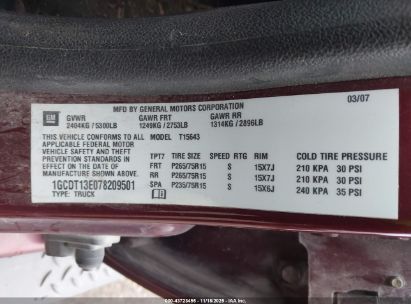 MFD BY GENERAL MOTORS CORPORATION
03/07
GM
GVWR GAWR FRT GAWR RR
2404KG / 5300LB 1249KG / 2753LB 1314KG / 2896LB
THIS VEHICLE CONFORMS TO ALL MODEL T15643
APPLICABLE FEDERAL MOTOR
VEHICLE SAFETY AND BUMPER
STANDARDS IN EFFECT ON THE
DATE OF MANUFACTURE
SHOWN ABOVE.
1GCDT13E078209501
TYPE: TRUCK
TPT7 TIRE SIZE SPEED RTG RIM COLD TIRE PRESSURE
FRT P265/75R15 S 15X7J 210 KPA 30 PSI
RR P265/75R15 S 15X7J 210 KPA 30 PSI
SPA P235/75R15 S 15X6J 240 KPA 35 PSI